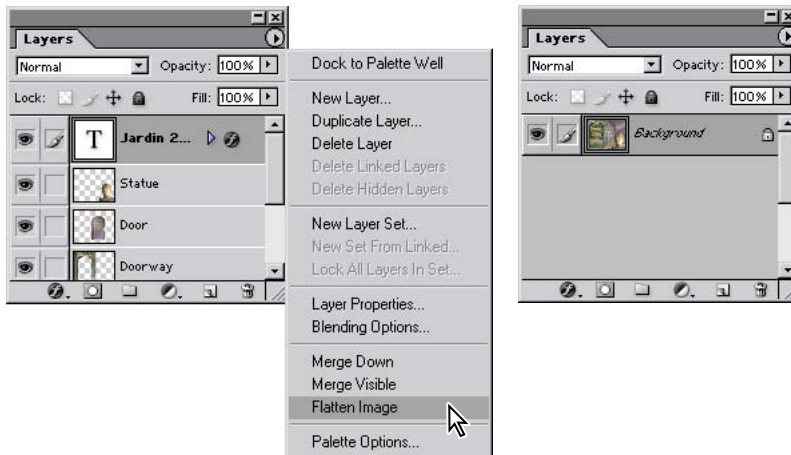 Layers
Normal Opacity: 100%
Lock: Fill: 100%
T Jardin 2...
Statue
Door
Doorway
Dock to Palette Well
New Layer...
Duplicate Layer...
Delete Layer
Delete Linked Layers
Delete Hidden Layers
New Layer Set...
New Set From Linked...
Lock All Layers In Set...
Layer Properties...
Blending Options...
Merge Down
Merge Visible
Flatten Image
Palette Options...
Layers
Normal Opacity: 100%
Lock: Fill: 100%
Background